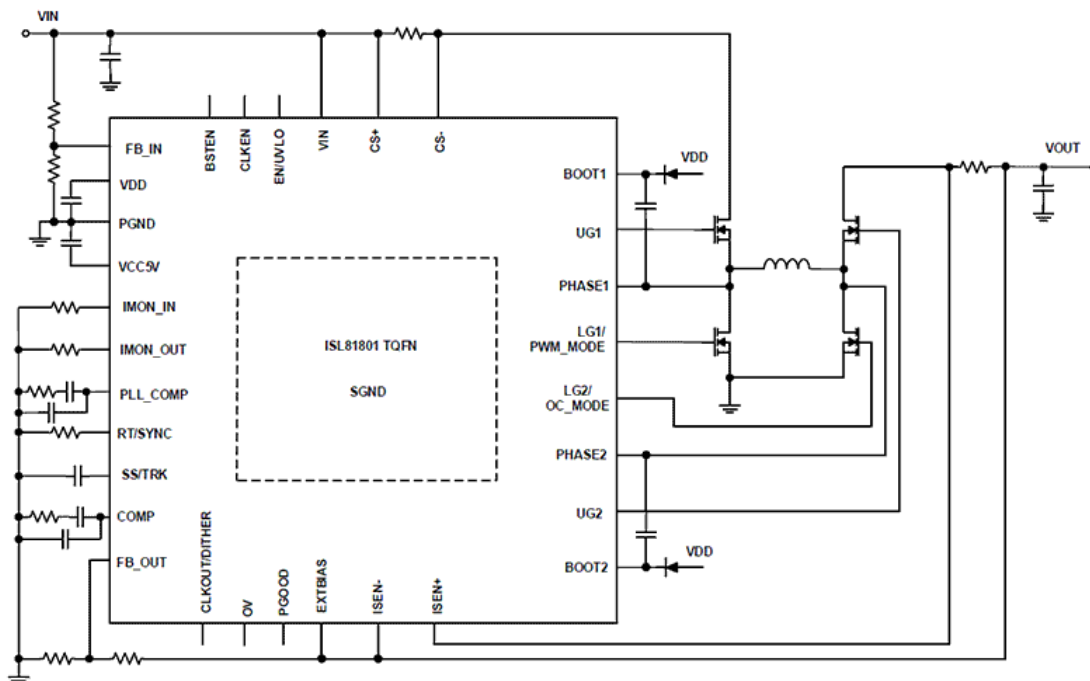 VIN
BSTEN
CLKEN
EN/UVLO
VIN
CS+
CS-
FB_IN
VDD
PGND
VCC5V
IMON_IN
IMON_OUT
PLL_COMP
RT/SYNC
SS/TRK
COMP
FB_OUT
ISL81801 TQFN
SGND
BOOT1
VDD
UG1
PHASE1
LG1/
PWM_MODE
LG2/
OC_MODE
PHASE2
UG2
BOOT2
VDD
VOUT
CLKOUT/DITHER
OV
PGOOD
EXTBIAS
ISEN-
ISEN+